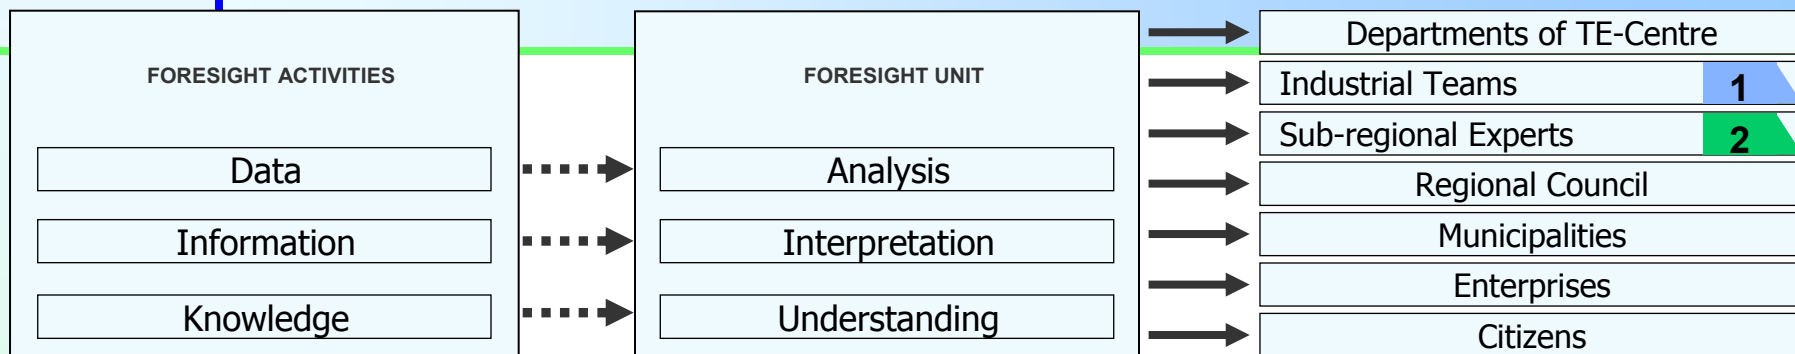 FORESIGHT ACTIVITIES
Data
Information
Knowledge
FORESIGHT UNIT
Analysis
Interpretation
Understanding
Departments of TE-Centre
Industrial Teams 1
Sub-regional Experts 2
Regional Council
Municipalities
Enterprises
Citizens